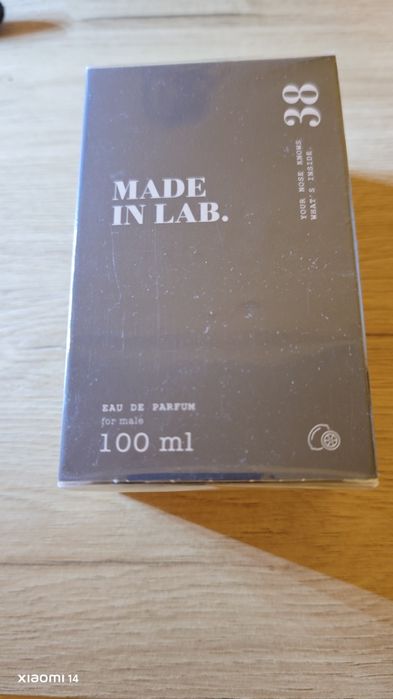 38
YOUR NOSE KNOWS
WHAT'S INSIDE.
MADE
IN LAB.
EAU DE PARFUM
for male
100 ml
XIAOMI 14